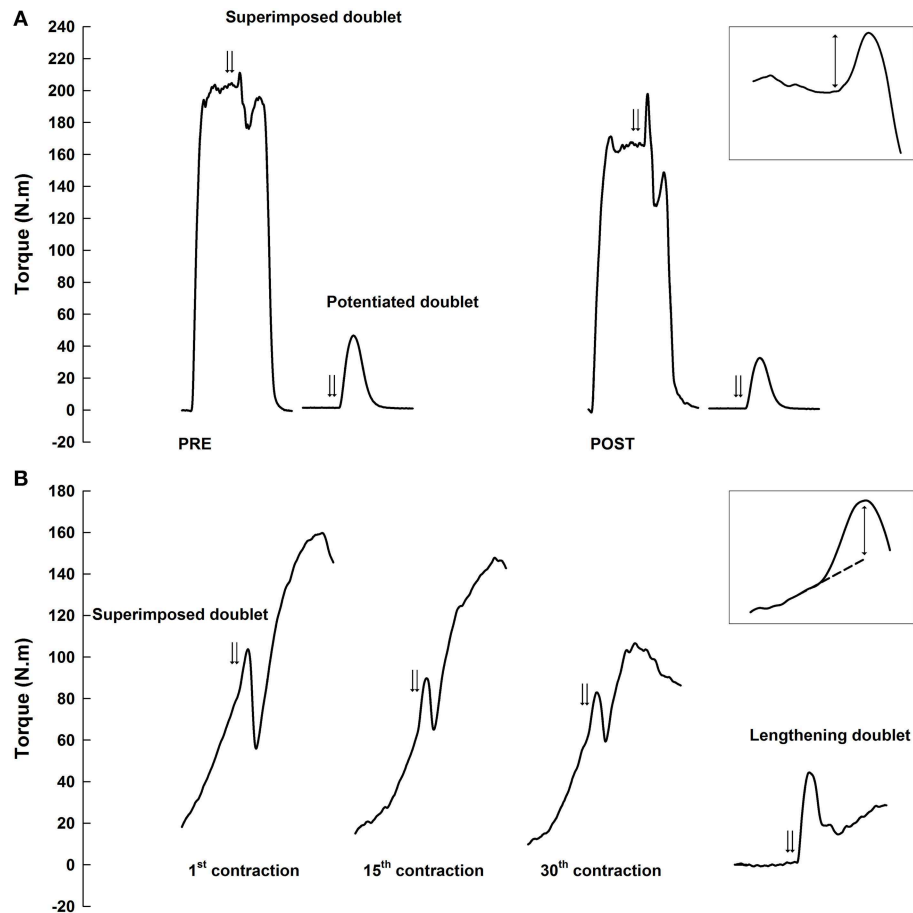 A
Superimposed doublet
Torque (N.m)
240
220
200
180
160
140
120
100
80
60
40
20
0
-20
Potentiated doublet
PRE
POST
B
Torque (N.m)
180
160
140
120
100
80
60
40
20
0
-20
Superimposed doublet
Lengthening doublet
1st contraction
15th contraction
30th contraction